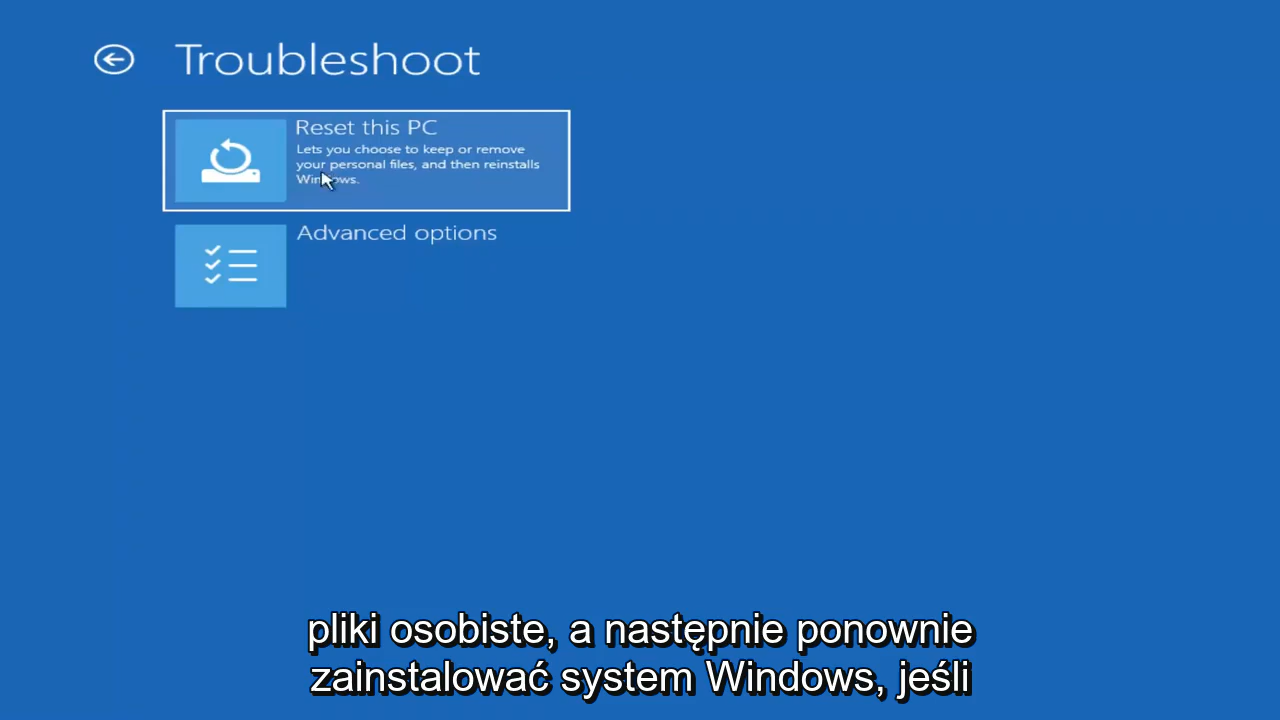 Troubleshoot
Reset this PC
Lets you choose to keep or remove
your personal files, and then reinstalls
Windows.
Advanced options
pliki osobiste, a następnie ponownie
zainstalować system Windows, jeśli